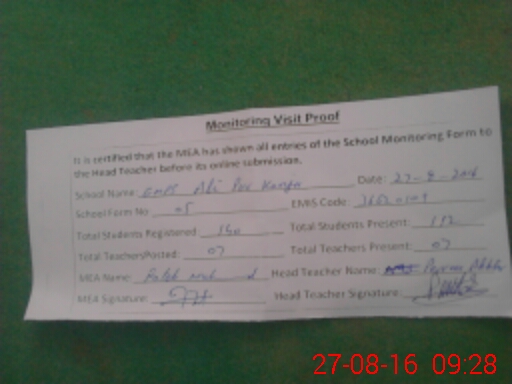 Monitoring Visit Proof
It is certified that the MEA has shown all entries of the School Monitoring Form to
the Head Teacher before its online submission.
School Name: Ali Date: 27-8-2016
School Form No 05 EMIS Code:
Total Students Registered: 150 Total Students Present: 112
Total Teachers Posted: 07 Total Teachers Present: 07
MEA Name: Head Teacher Name:
MEA Signature: Head Teacher Signature:
27-08-16 09:28